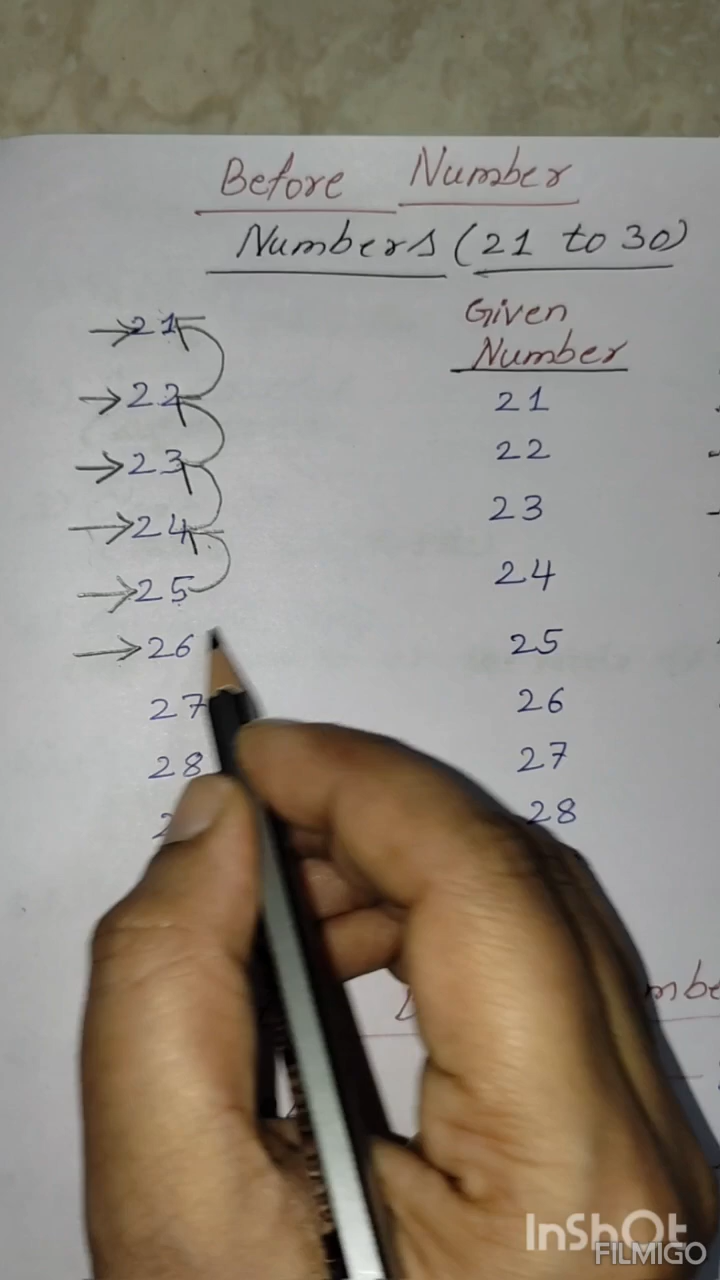 Before Number
Numbers (21 to 30)
21
22
23
24
25
26
27
28
Given
Number
21
22
23
24
25
26
27
28
InShOt
FILMIGO